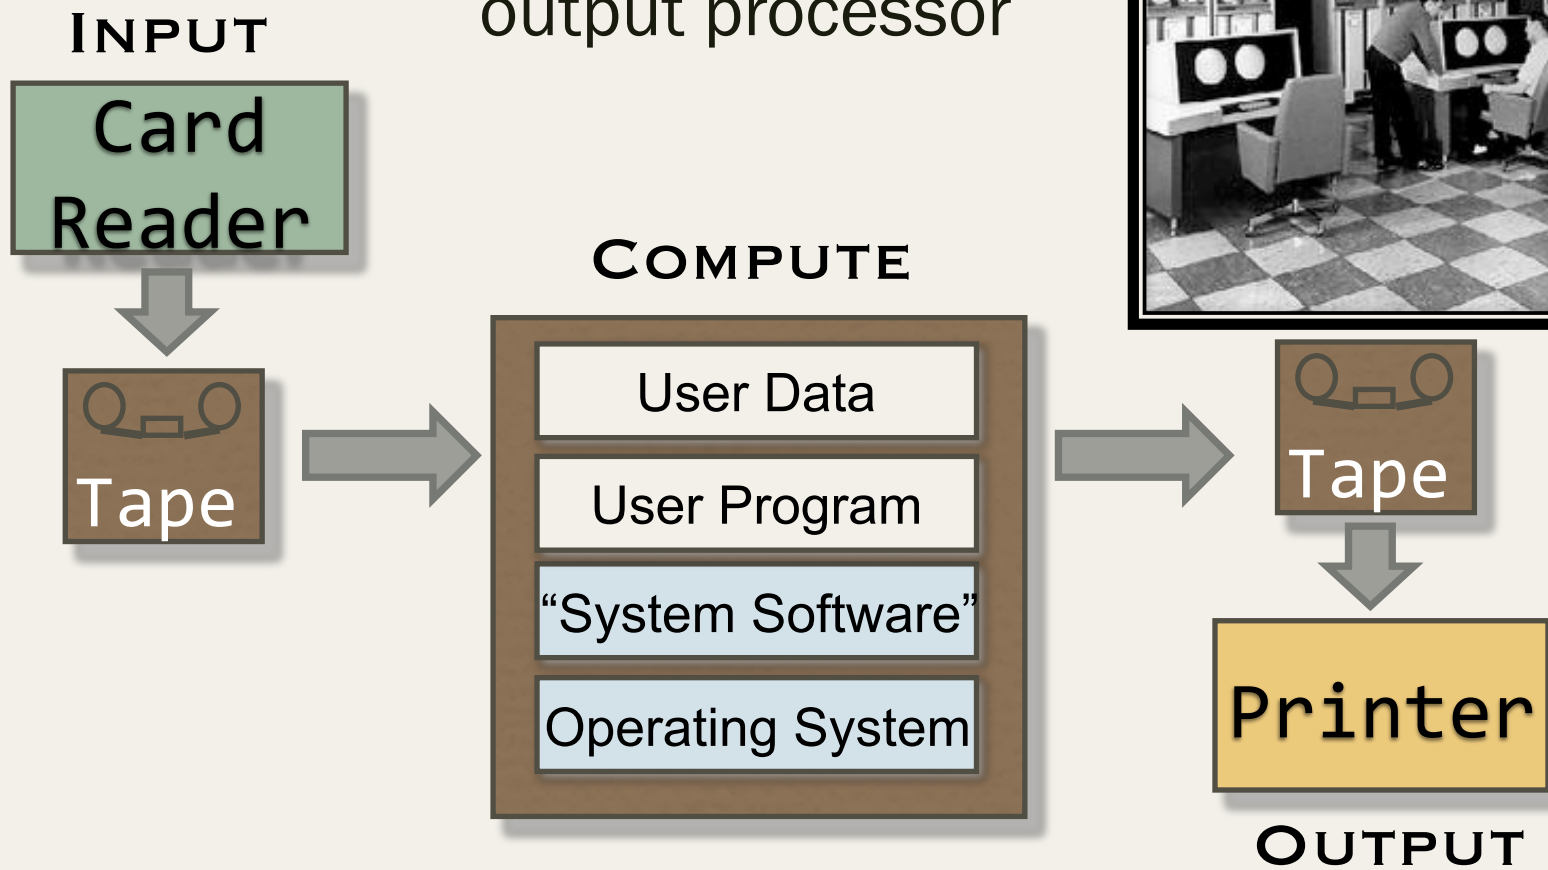 output processor
INPUT
Card
Reader
Tape
COMPUTE
User Data
User Program
“System Software”
Operating System
Tape
Printer
OUTPUT